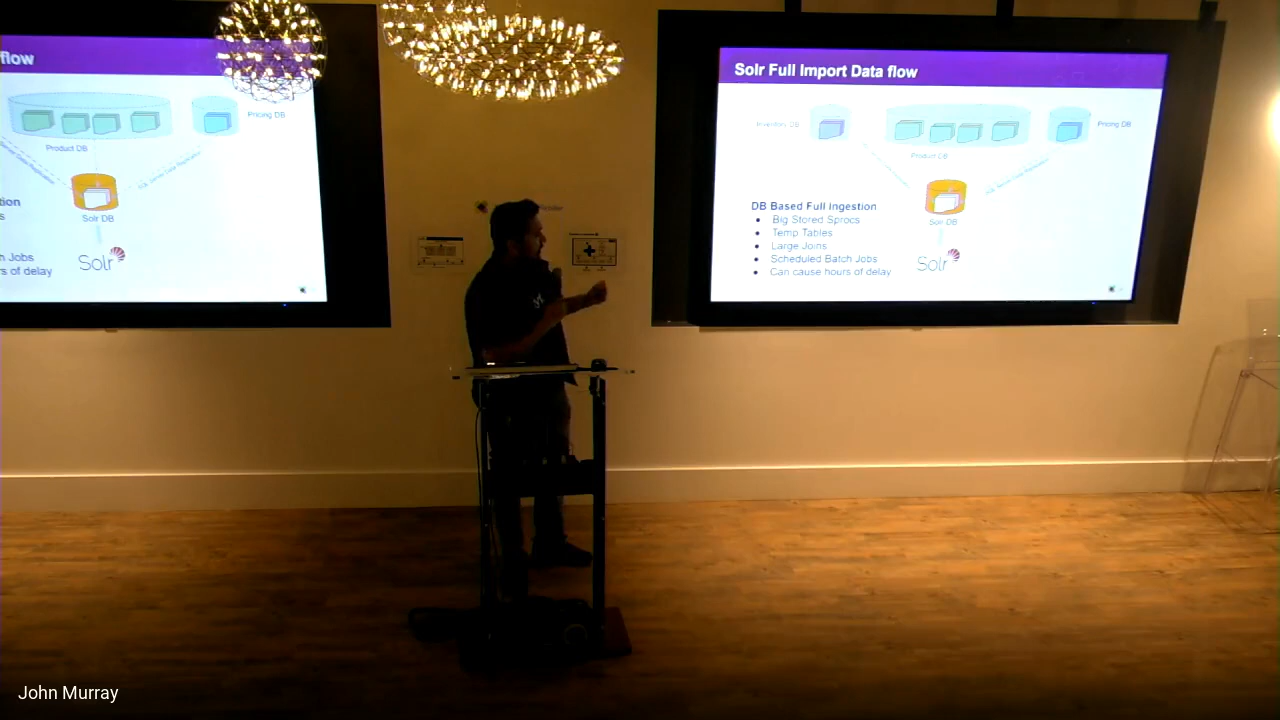 flow
Pricing DB
Product DB
Solr DB
tion
s
n Jobs
rs of delay
Solr
Solr Full Import Data flow
Inventory DB
Pricing DB
Product DB
DB Based Full Ingestion
• Big Stored Sprocs
• Temp Tables
• Large Joins
• Scheduled Batch Jobs
• Can cause hours of delay
Solr DB
Solr
John Murray